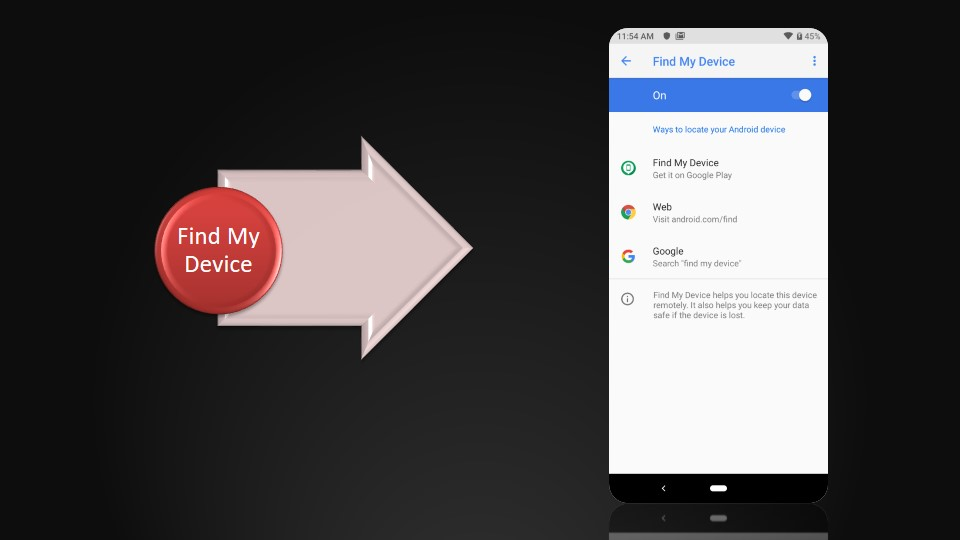 Find My
Device
11:54 AM
45%
Find My Device
On
Ways to locate your Android device
Find My Device
Get it on Google Play
Web
Visit android.com/find
Google
Search "find my device"
Find My Device helps you locate this device
remotely. It also helps you keep your data
safe if the device is lost.